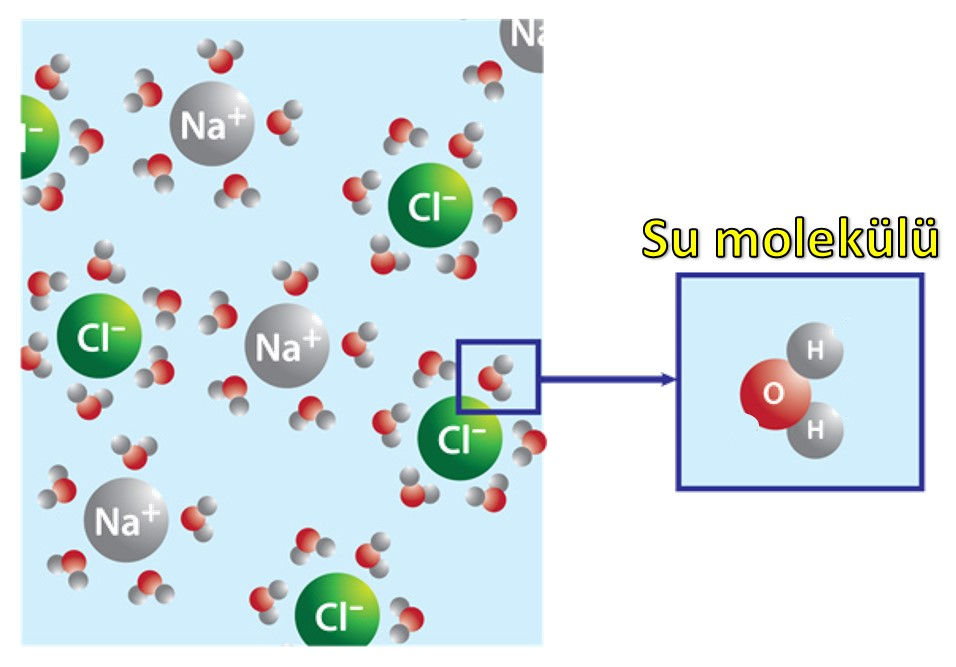 Na
Na⁺
l⁻
Cl⁻
Su molekülü
Cl⁻
Na⁺
H
O
H
Cl⁻
Na⁺
Cl⁻